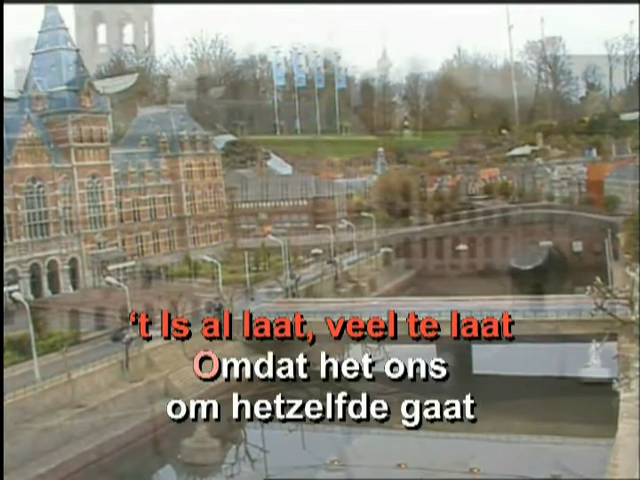 ‘t Is al laat, veel te laat
Omdat het ons
om hetzelfde gaat